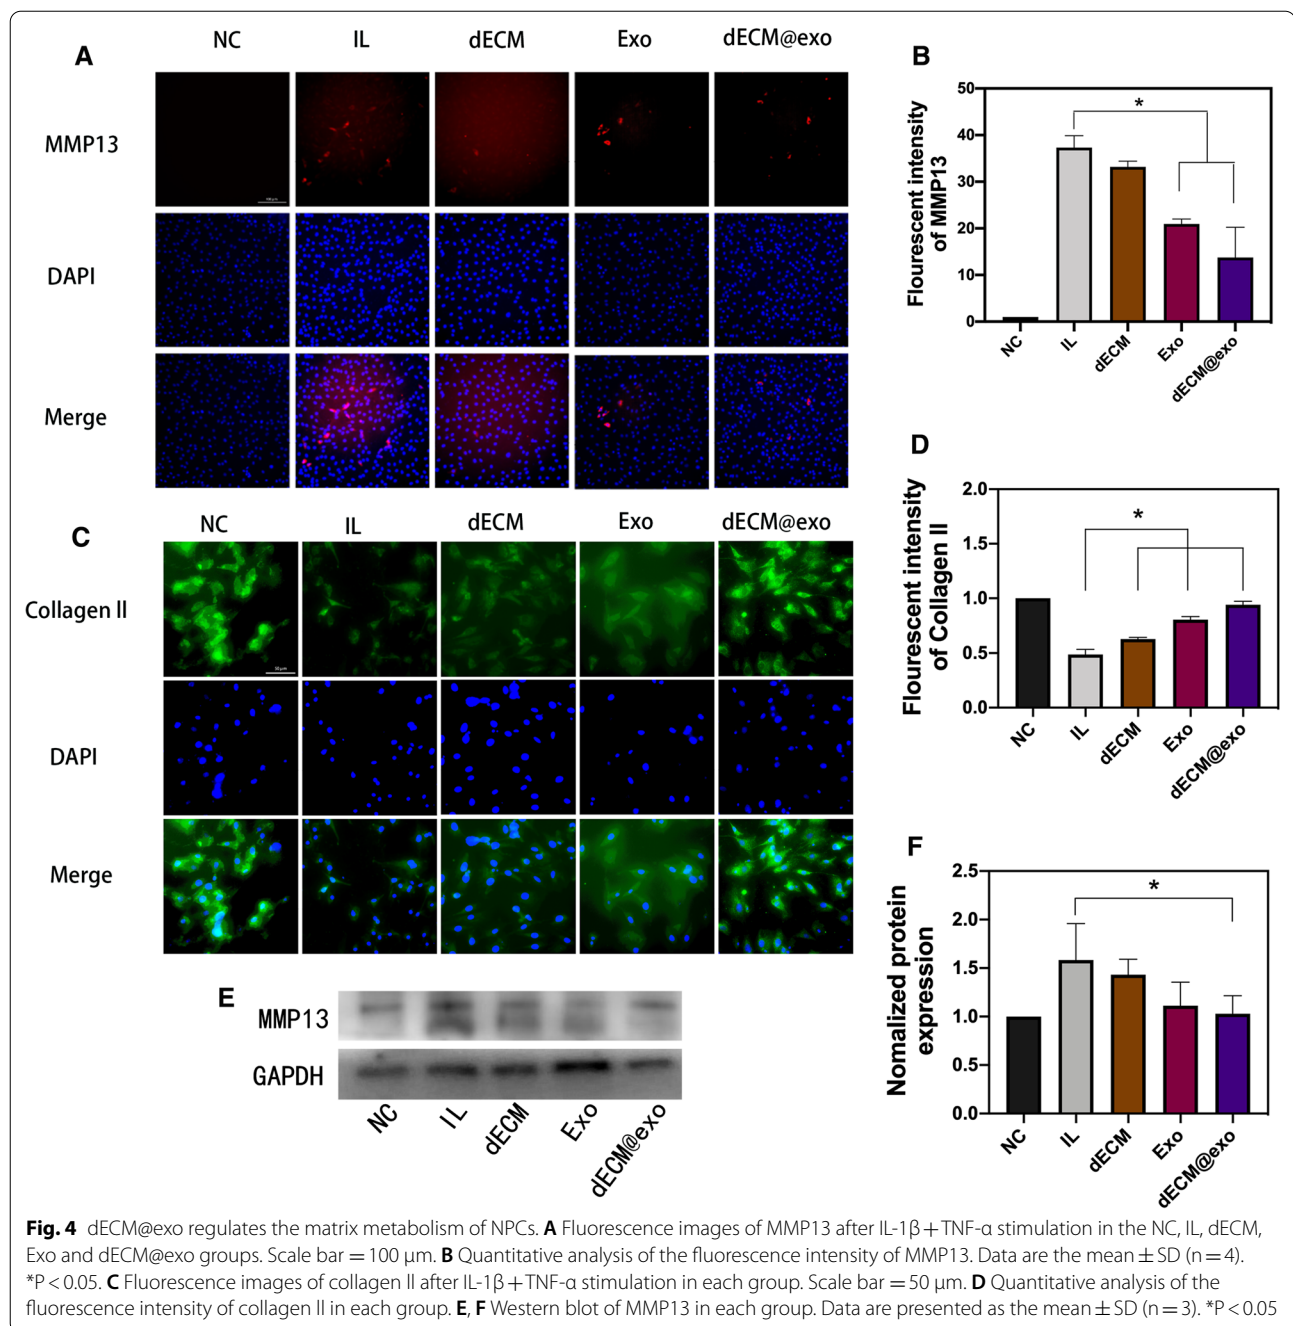 A
NC IL dECM Exo dECM@exo
MMP13
100 μm
DAPI
Merge
B
Flourescent intensity
of MMP13
50
40
30
20
10
0
*
NC IL dECM Exo dECM@exo
C
NC IL dECM Exo dECM@exo
Collagen II
50 μm
DAPI
Merge
D
Flourescent intensity
of Collagen II
2.0
1.5
1.0
0.5
0.0
*
NC IL dECM Exo dECM@exo
E
MMP13
GAPDH
NC IL dECM Exo dECM@exo
F
Nomalized protein
expression
2.5
2.0
1.5
1.0
0.5
0.0
*
NC IL dECM Exo dECM@exo
Fig. 4 dECM@exo regulates the matrix metabolism of NPCs. A Fluorescence images of MMP13 after IL-1β + TNF-α stimulation in the NC, IL, dECM,
Exo and dECM@exo groups. Scale bar = 100 μm. B Quantitative analysis of the fluorescence intensity of MMP13. Data are the mean ± SD (n = 4).
*P < 0.05. C Fluorescence images of collagen II after IL-1β + TNF-α stimulation in each group. Scale bar = 50 μm. D Quantitative analysis of the
fluorescence intensity of collagen II in each group. E, F Western blot of MMP13 in each group. Data are presented as the mean ± SD (n = 3). *P < 0.05